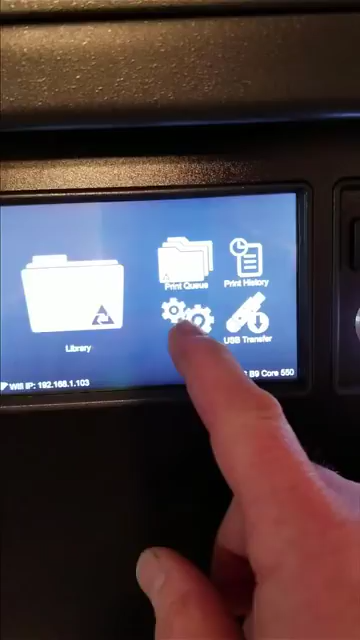 Print Queue
Print History
Library
USB Transfer
Wifi IP: 192.168.1.103
B9 Core 550